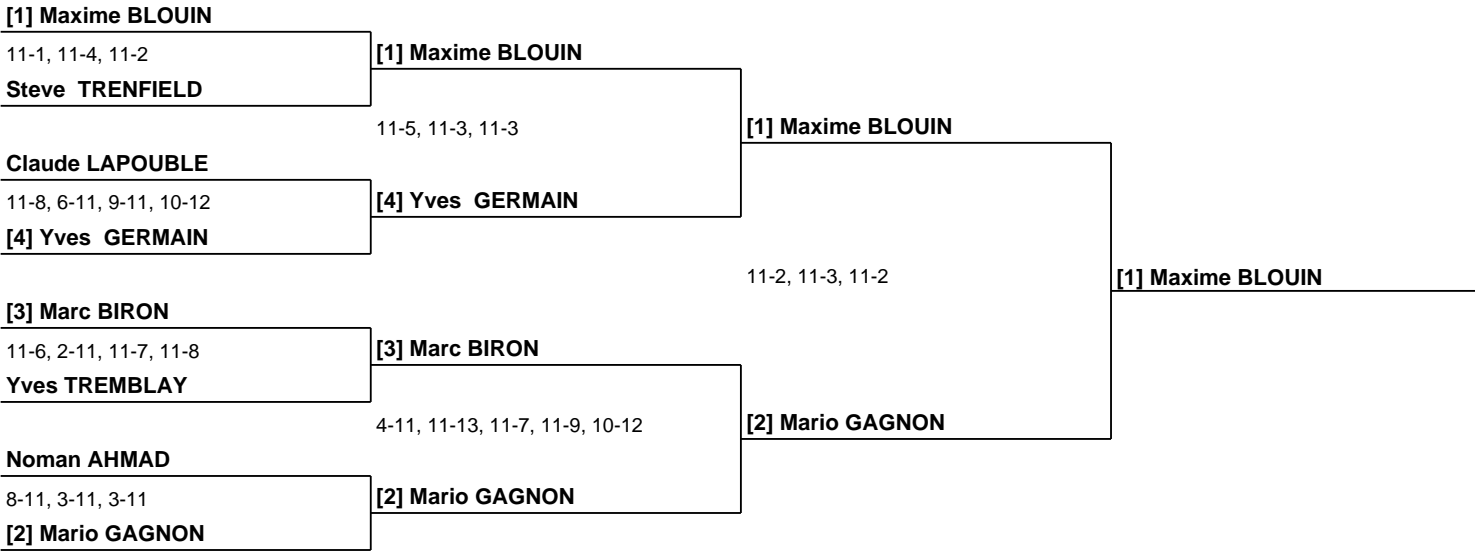 [1] Maxime BLOUIN
11-1, 11-4, 11-2
[1] Maxime BLOUIN
Steve  TRENFIELD
11-5, 11-3, 11-3
[1] Maxime BLOUIN
Claude LAPOUBLE
11-8, 6-11, 9-11, 10-12
[4] Yves  GERMAIN
[4] Yves  GERMAIN
11-2, 11-3, 11-2
[1] Maxime BLOUIN
[3] Marc BIRON
11-6, 2-11, 11-7, 11-8
[3] Marc BIRON
Yves TREMBLAY
4-11, 11-13, 11-7, 11-9, 10-12
[2] Mario GAGNON
Noman AHMAD
8-11, 3-11, 3-11
[2] Mario GAGNON
[2] Mario GAGNON